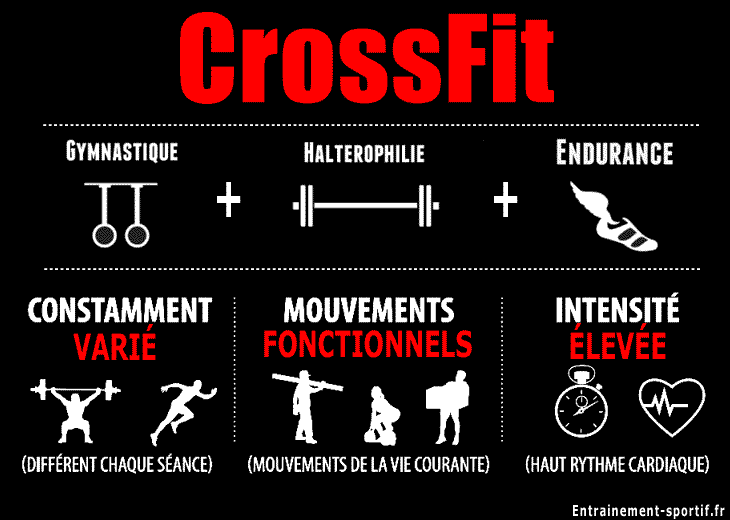 CrossFit
Gymnastique
+
Halterophilie
+
Endurance
CONSTAMMENT
VARIÉ
(DIFFÉRENT CHAQUE SÉANCE)
MOUVEMENTS
FONCTIONNELS
(MOUVEMENTS DE LA VIE COURANTE)
INTENSITÉ
ÉLEVÉE
(HAUT RYTHME CARDIAQUE)
Entrainement-sportif.fr